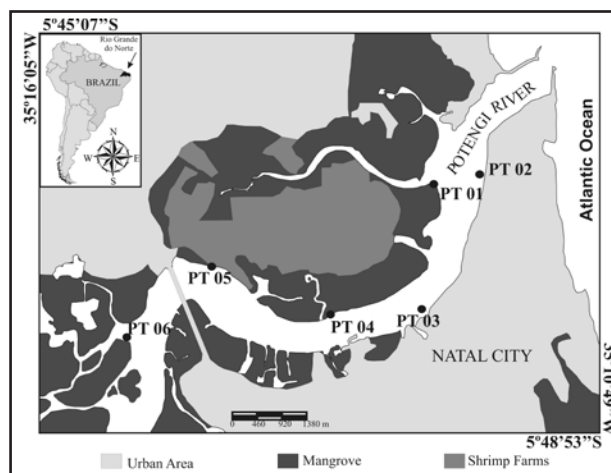 5º45'07''S
35º16'05''W
Rio Grande
do Norte
BRAZIL
N
W E
S
POTENGI RIVER
Atlantic Ocean
PT 01
PT 02
PT 05
PT 03
PT 04
PT 06
NATAL CITY
35º10'49''W
0 460 920 1380 m
5º48'53''S
Urban Area
Mangrove
Shrimp Farms